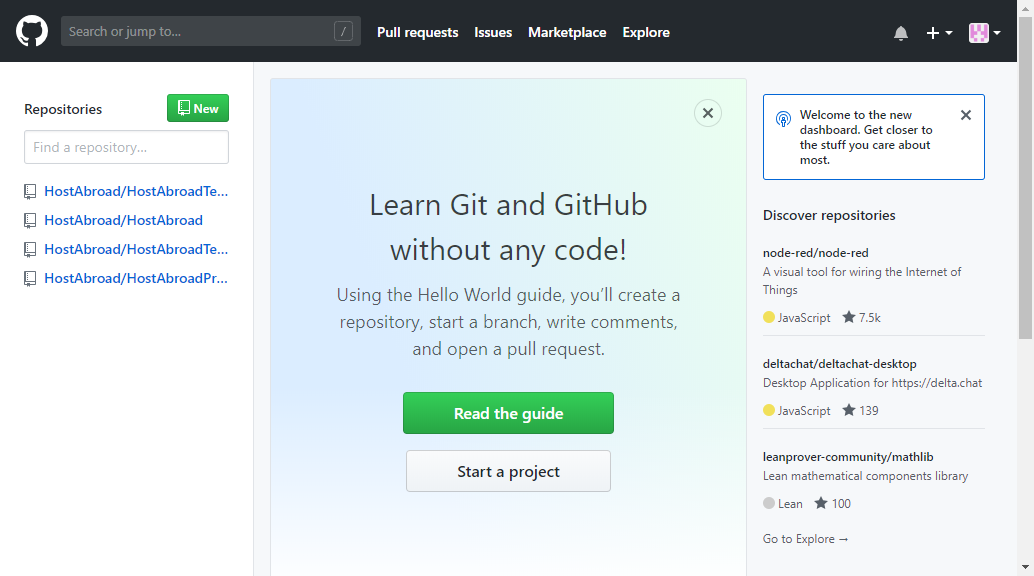 Search or jump to...
/
Pull requests
Issues
Marketplace
Explore
Repositories
New
Find a repository...
HostAbroad/HostAbroadTe...
HostAbroad/HostAbroad
HostAbroad/HostAbroadTe...
HostAbroad/HostAbroadPr...
Learn Git and GitHub
without any code!
Using the Hello World guide, you’ll create a
repository, start a branch, write comments,
and open a pull request.
Read the guide
Start a project
Welcome to the new
dashboard. Get closer to
the stuff you care about
most.
Discover repositories
node-red/node-red
A visual tool for wiring the Internet of
Things
JavaScript 7.5k
deltachat/deltachat-desktop
Desktop Application for https://delta.chat
JavaScript 139
leanprover-community/mathlib
Lean mathematical components library
Lean 100
Go to Explore →